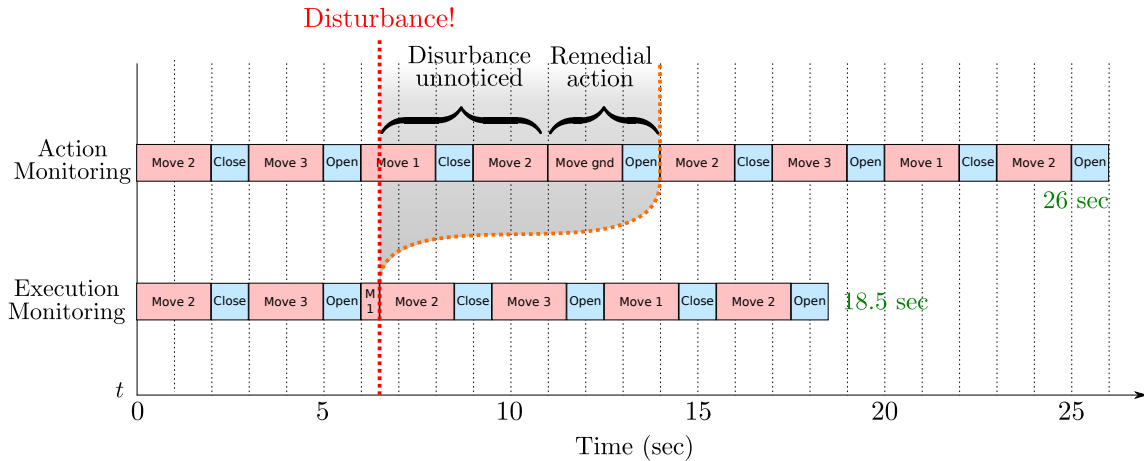 Disturbance!
Disurbance
unnoticed
Remedial
action
Action
Monitoring
Move 2 Close Move 3 Open Move 1 Close Move 2 Move gnd Open Move 2 Close Move 3 Open Move 1 Close Move 2 Open
26 sec
Execution
Monitoring
Move 2 Close Move 3 Open M
1
Move 2 Close Move 3 Open Move 1 Close Move 2 Open
18.5 sec
t
0 5 10 15 20 25
Time (sec)